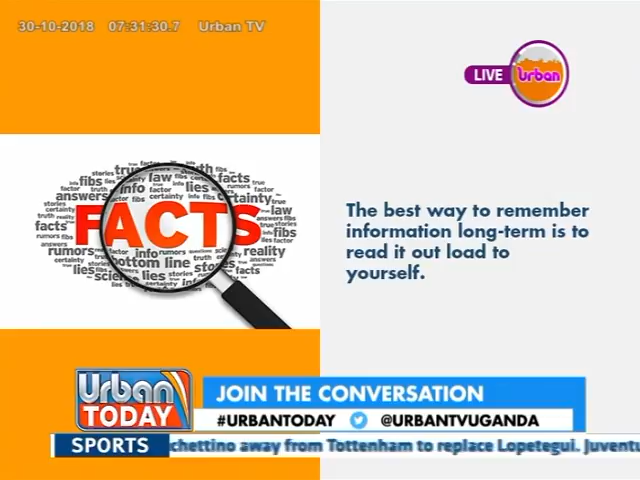 30-10-2018 07:31:30.7 Urban TV
LIVE Urban
FACTS
The best way to remember
information long-term is to
read it out load to
yourself.
Urban
TODAY
JOIN THE CONVERSATION
#URBANTODAY @URBANTVUGANDA
SPORTS chettino away from Tottenham to replace Lopetegui. Juventu